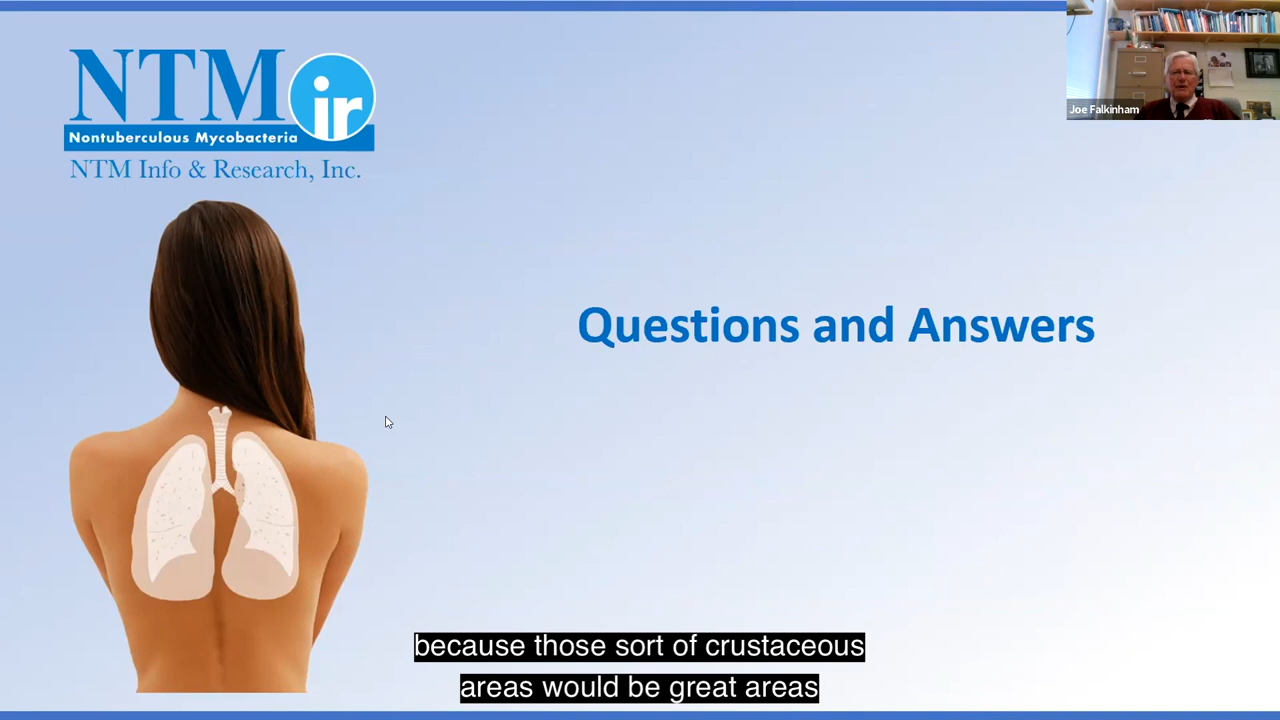 NTM
ir
Nontuberculous Mycobacteria
NTM Info & Research, Inc.
Joe Falkinham
Questions and Answers
because those sort of crustaceous
areas would be great areas